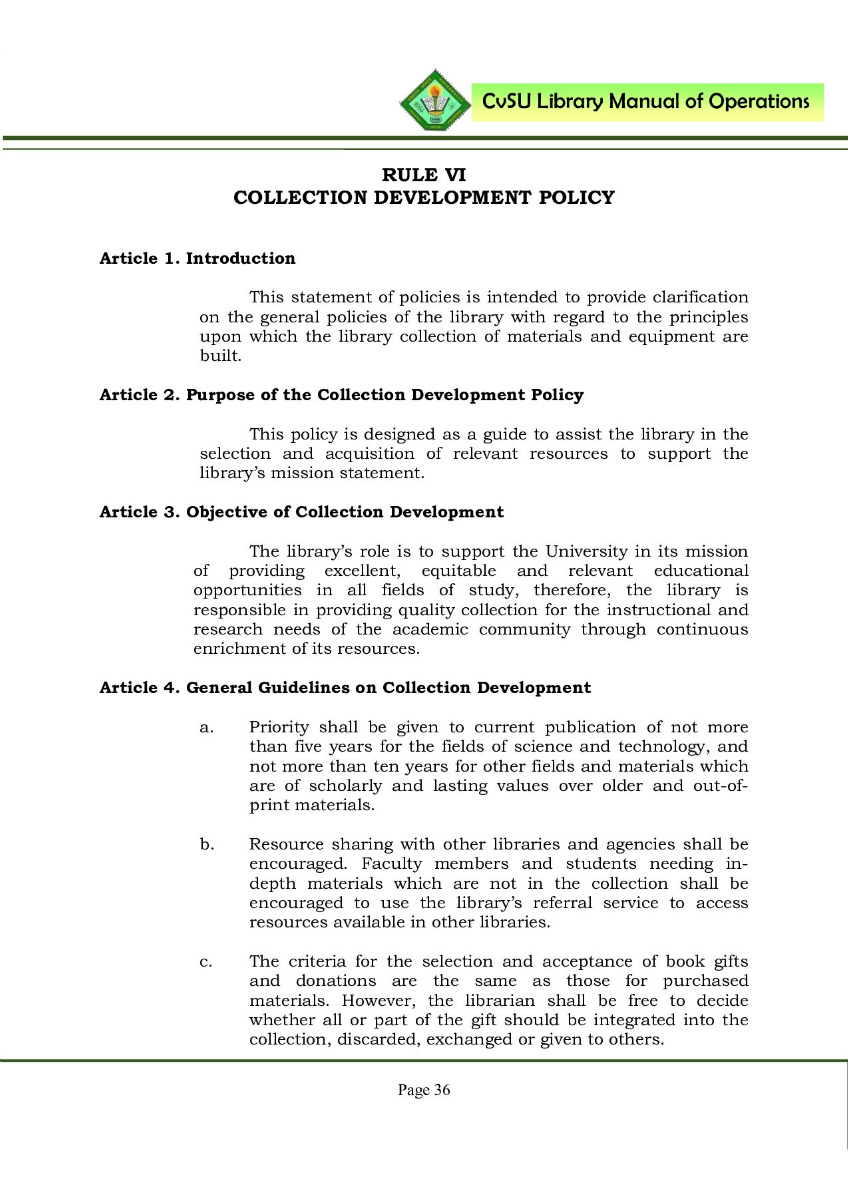 CvSU Library Manual of Operations
RULE VI
COLLECTION DEVELOPMENT POLICY
Article 1. Introduction
This statement of policies is intended to provide clarification
on the general policies of the library with regard to the principles
upon which the library collection of materials and equipment are
built.
Article 2. Purpose of the Collection Development Policy
This policy is designed as a guide to assist the library in the
selection and acquisition of relevant resources to support the
library’s mission statement.
Article 3. Objective of Collection Development
The library’s role is to support the University in its mission
of providing excellent, equitable and relevant educational
opportunities in all fields of study, therefore, the library is
responsible in providing quality collection for the instructional and
research needs of the academic community through continuous
enrichment of its resources.
Article 4. General Guidelines on Collection Development
a. Priority shall be given to current publication of not more
than five years for the fields of science and technology, and
not more than ten years for other fields and materials which
are of scholarly and lasting values over older and out-of-
print materials.
b. Resource sharing with other libraries and agencies shall be
encouraged. Faculty members and students needing in-
depth materials which are not in the collection shall be
encouraged to use the library’s referral service to access
resources available in other libraries.
c. The criteria for the selection and acceptance of book gifts
and donations are the same as those for purchased
materials. However, the librarian shall be free to decide
whether all or part of the gift should be integrated into the
collection, discarded, exchanged or given to others.
Page 36